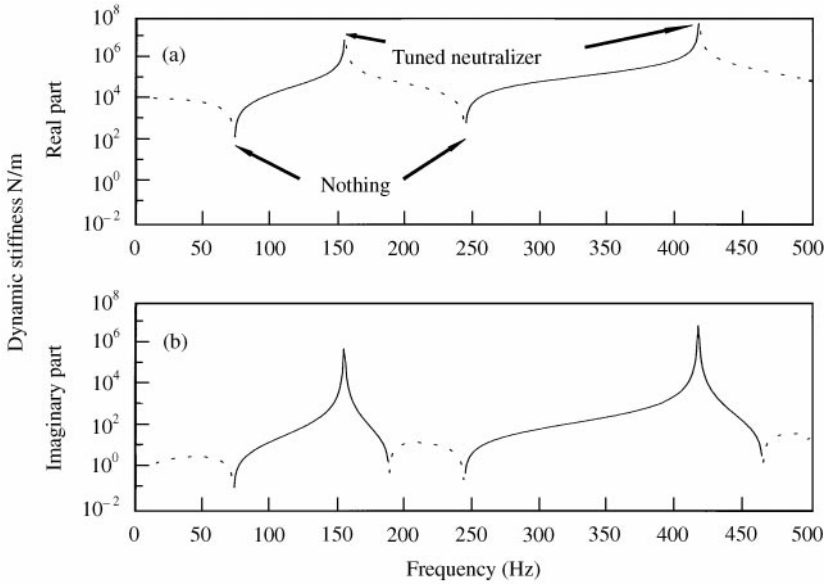 Dynamic stiffness N/m
Real part
10^8
10^6
10^4
10^2
10^0
10^-2
(a)
Tuned neutralizer
Nothing
0 50 100 150 200 250 300 350 400 450 500
Imaginary part
10^8
10^6
10^4
10^2
10^0
10^-2
(b)
0 50 100 150 200 250 300 350 400 450 500
Frequency (Hz)